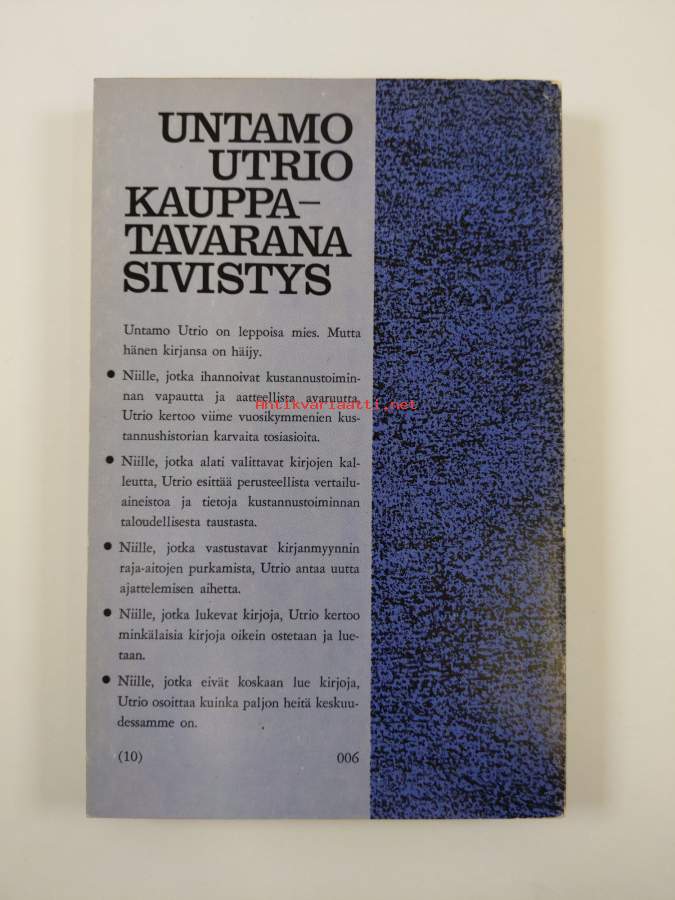 UNTAMO
UTRIO
KAUPPA–
TAVARANA
SIVISTYS
Untamo Utrio on leppoisa mies. Mutta
hänen kirjansa on häijy.
● Niille, jotka ihannoivat kustannustoimin-
nan vapautta ja aatteellista avaruutta,
Antikvariaatti.net
Utrio kertoo viime vuosikymmenien kus-
tannushistorian karvaita tosiasioita.
● Niille, jotka alati valittavat kirjojen kal-
leutta, Utrio esittää perusteellista vertailu-
aineistoa ja tietoja kustannustoiminnan
taloudellisesta taustasta.
● Niille, jotka vastustavat kirjanmyynnin
raja-aitojen purkamista, Utrio antaa uutta
ajattelemisen aihetta.
● Niille, jotka lukevat kirjoja, Utrio kertoo
minkälaisia kirjoja oikein ostetaan ja lue-
taan.
● Niille, jotka eivät koskaan lue kirjoja,
Utrio osoittaa kuinka paljon heitä keskuu-
dessamme on.
(10) 006